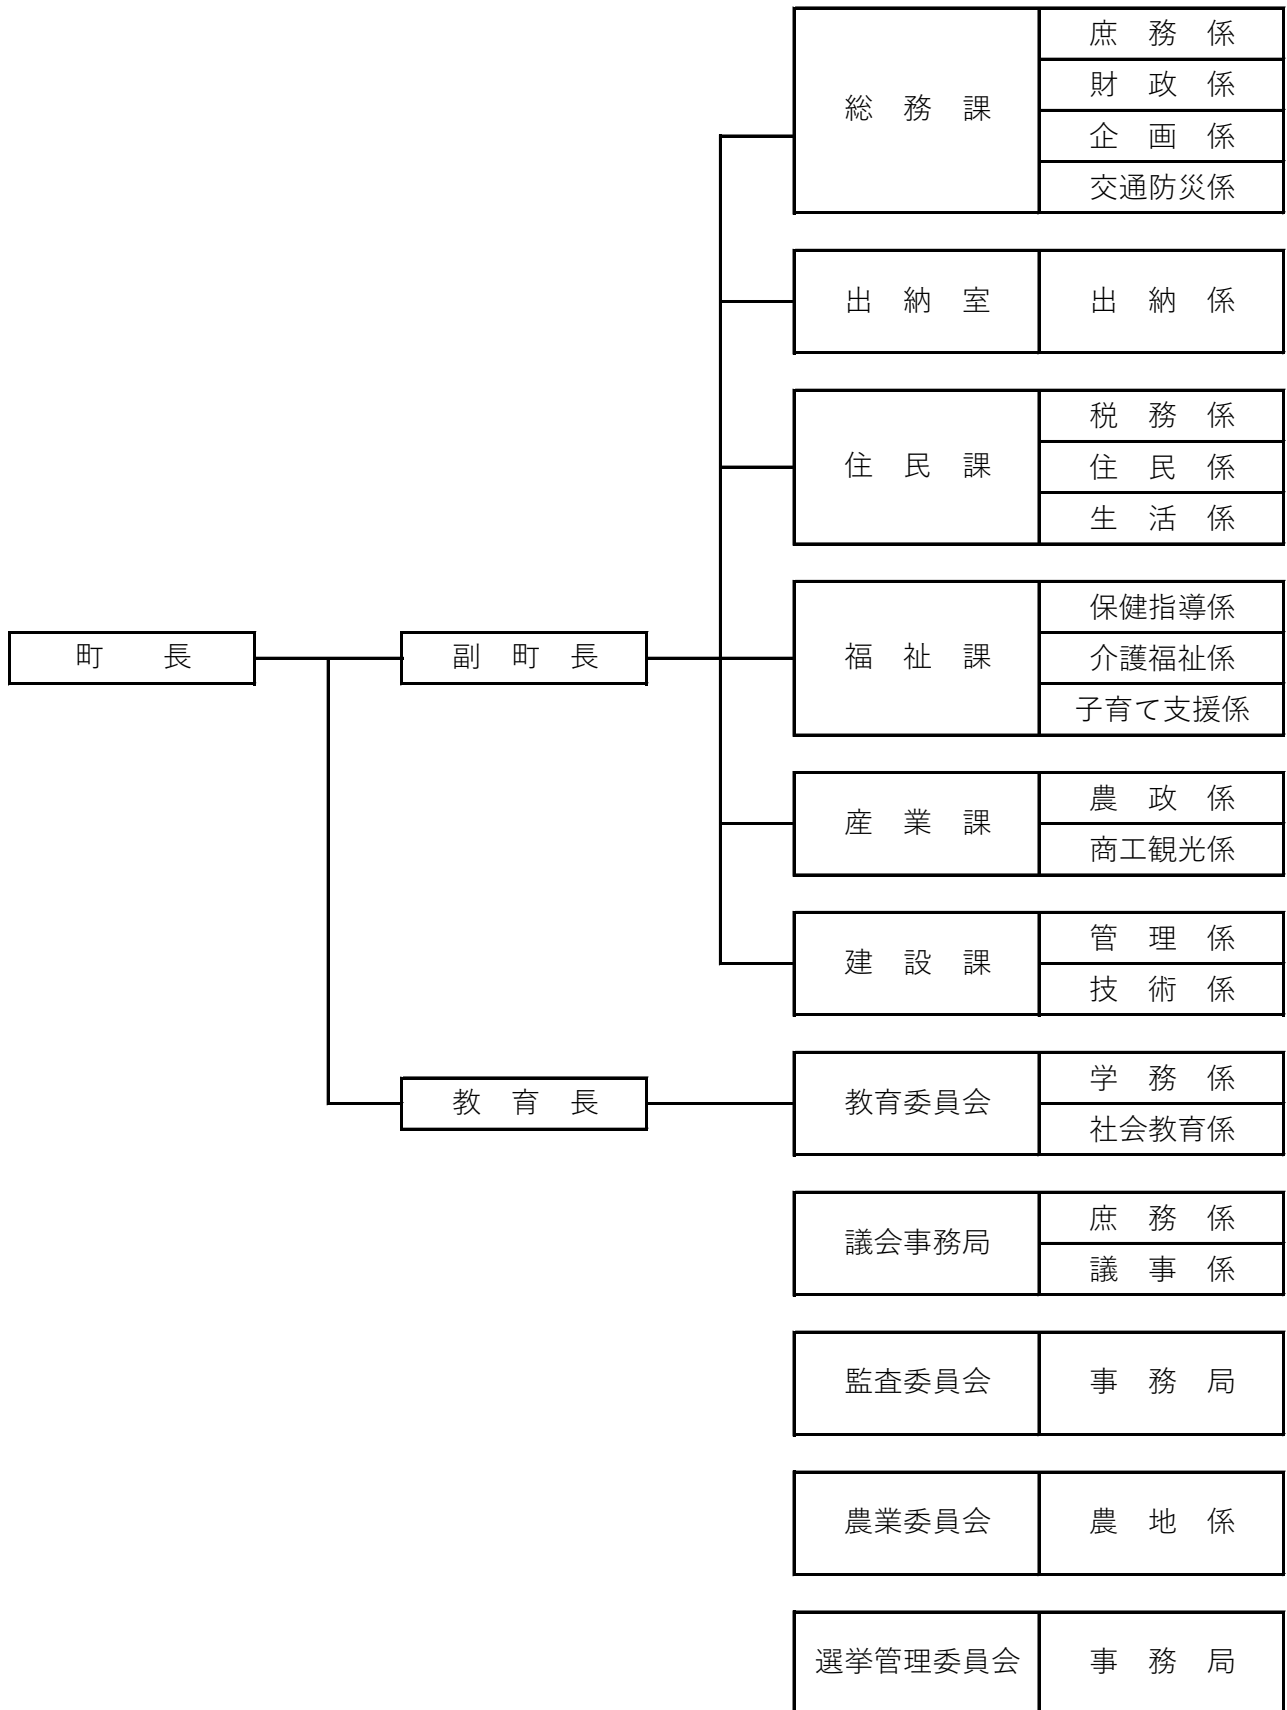 総務課
庶務係
財政係
企画係
交通防災係
出納室
出納係
住民課
税務係
住民係
生活係
町長
副町長
福祉課
保健指導係
介護福祉係
子育て支援係
産業課
農政係
商工観光係
建設課
管理係
技術係
教育長
教育委員会
学務係
社会教育係
議会事務局
庶務係
議事係
監査委員会
事務局
農業委員会
農地係
選挙管理委員会
事務局